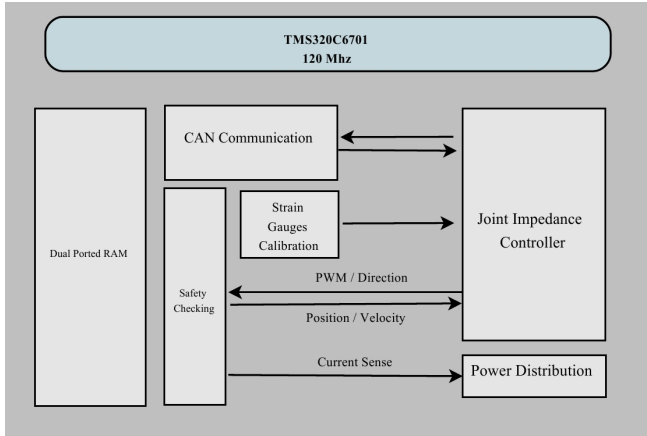 TMS320C6701
120 Mhz
CAN Communication
Strain
Gauges
Calibration
Joint Impedance
Controller
Dual Ported RAM
Safety
Checking
PWM / Direction
Position / Velocity
Current Sense
Power Distribution